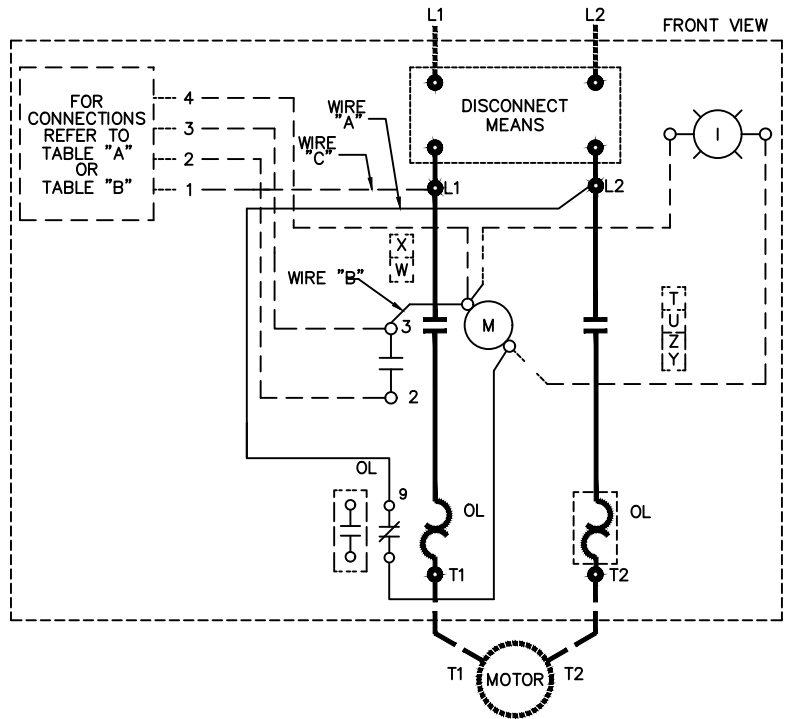 L1
L2
FRONT VIEW
FOR
CONNECTIONS
REFER TO
TABLE "A"
OR
TABLE "B"
4
3
2
1
WIRE
"A"
WIRE
"C"
DISCONNECT
MEANS
I
L1
L2
X
W
WIRE "B"
3
M
T
U
Z
Y
2
OL
9
OL
OL
T1
T2
T1
MOTOR
T2